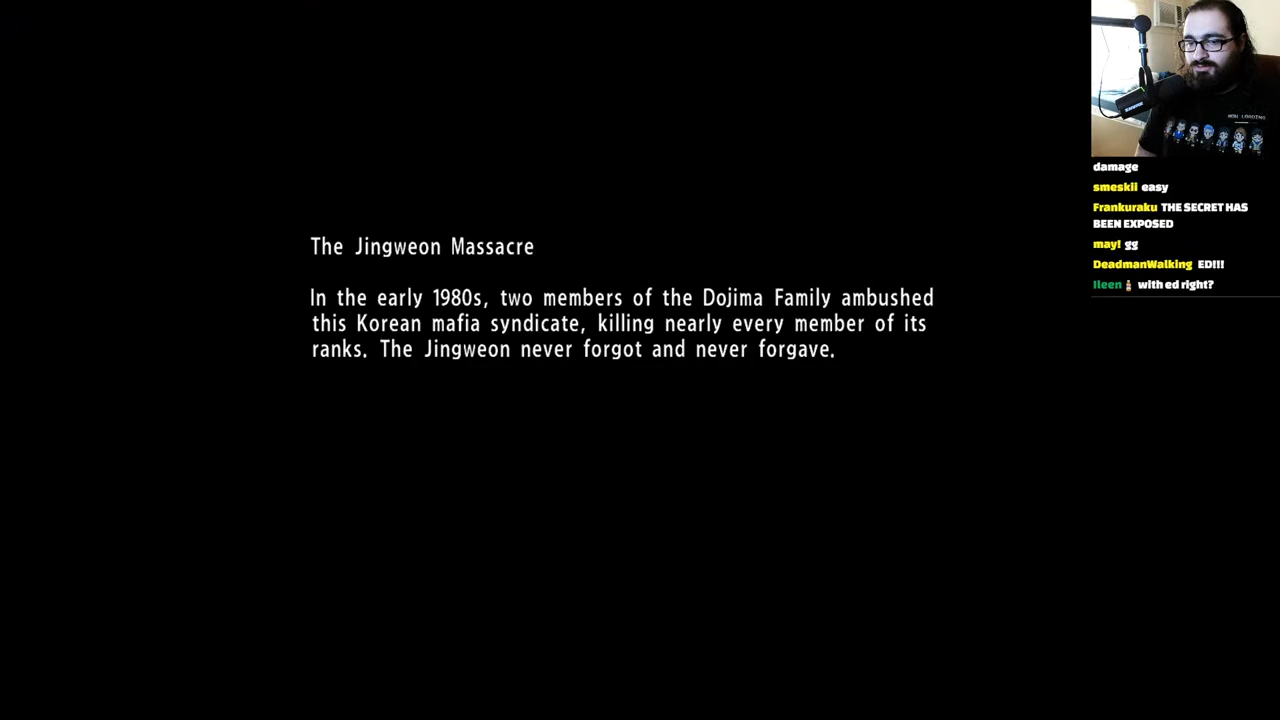 NOW LOADING
damage
smeskii easy
Frankuraku THE SECRET HAS
BEEN EXPOSED
may! gg
DeadmanWalking ED!!!
Ileen with ed right?
The Jingweon Massacre
In the early 1980s, two members of the Dojima Family ambushed
this Korean mafia syndicate, killing nearly every member of its
ranks. The Jingweon never forgot and never forgave.